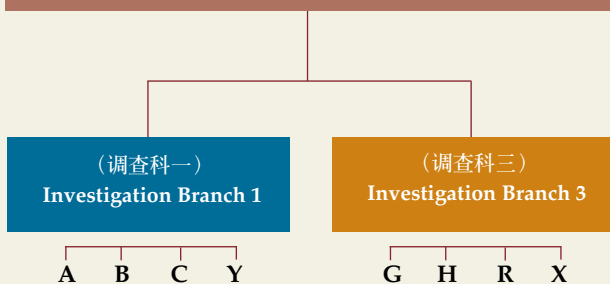 （调查科一）
Investigation Branch 1
（调查科三）
Investigation Branch 3
A B C Y
G H R X